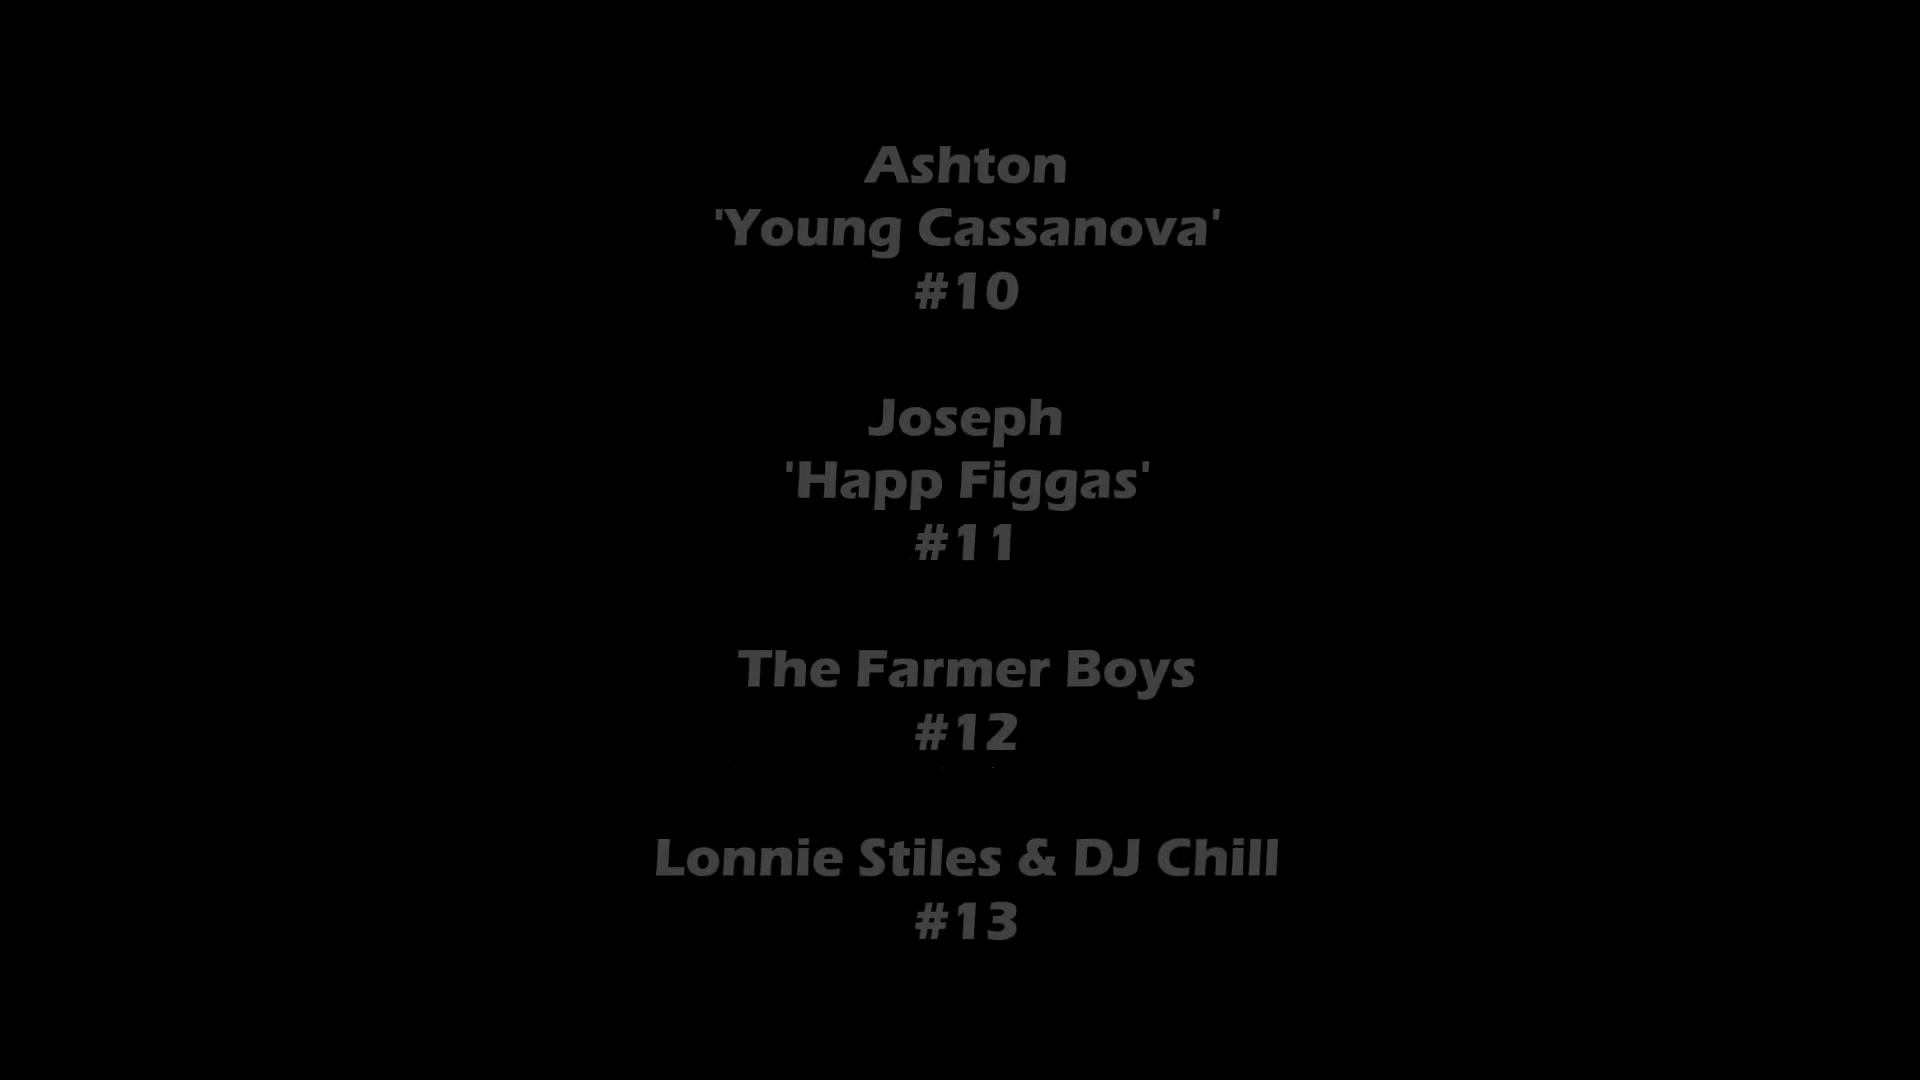 Ashton
'Young Cassanova'
#10
Joseph
'Happ Figgas'
#11
The Farmer Boys
#12
Lonnie Stiles & DJ Chill
#13